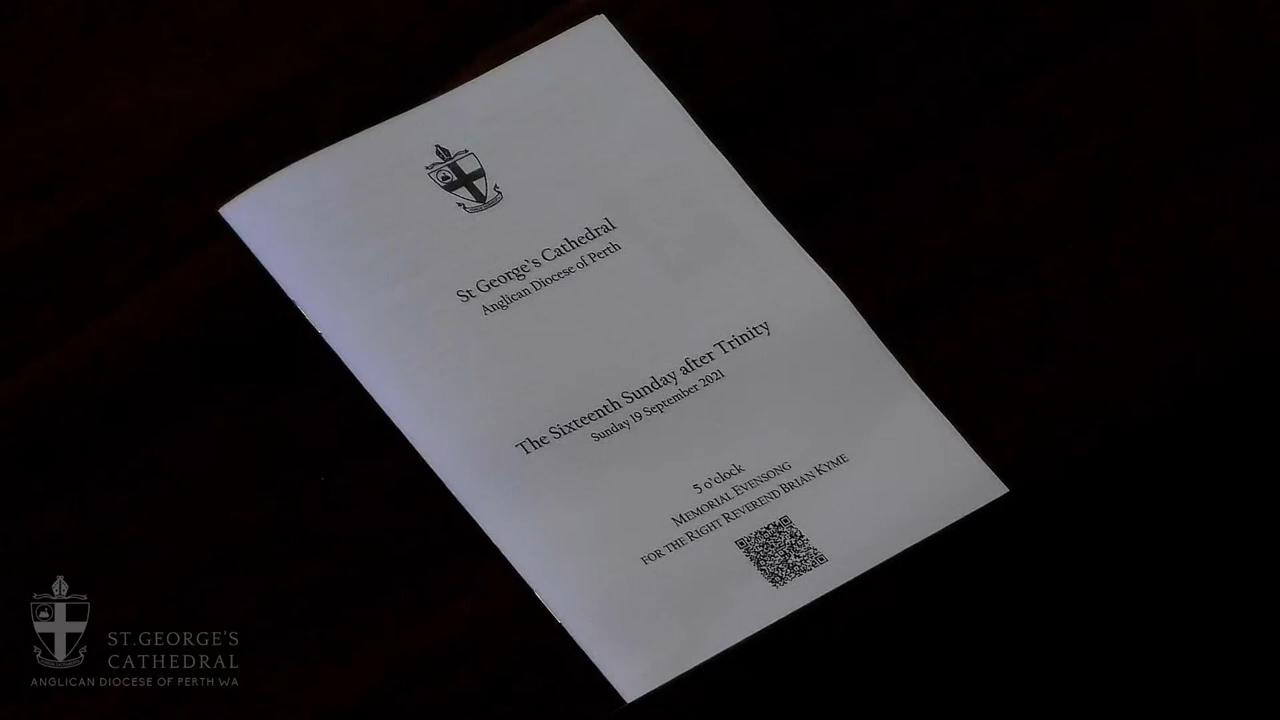 St George's Cathedral
Anglican Diocese of Perth
The Sixteenth Sunday after Trinity
Sunday 19 September 2021
5 o'clock
MEMORIAL EVENSONG
FOR THE RIGHT REVEREND BRIAN KYME
ST.GEORGE'S
CATHEDRAL
ANGLICAN DIOCESE OF PERTH WA